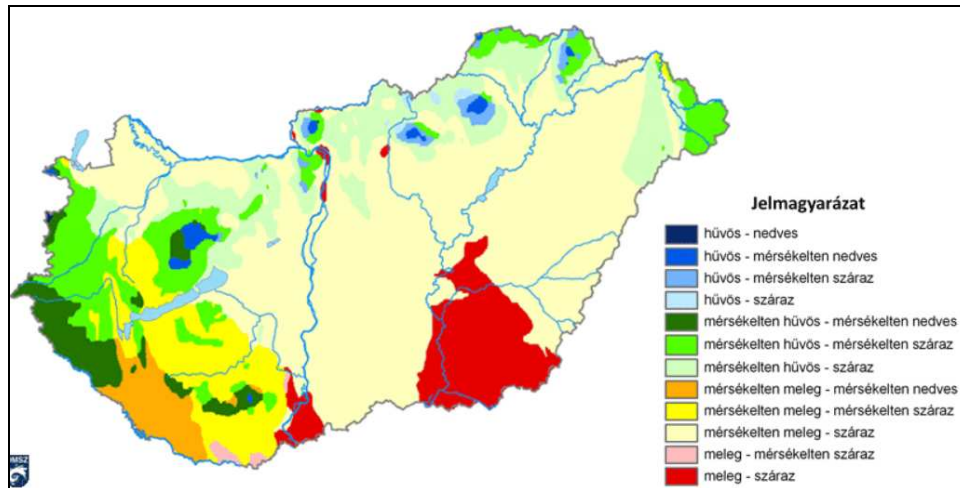 Jelmagyarázat
hűvös - nedves
hűvös - mérsékelten nedves
hűvös - mérsékelten száraz
hűvös - száraz
mérsékelten hűvös - mérsékelten nedves
mérsékelten hűvös - mérsékelten száraz
mérsékelten hűvös - száraz
mérsékelten meleg - mérsékelten nedves
mérsékelten meleg - mérsékelten száraz
mérsékelten meleg - száraz
meleg - mérsékelten száraz
meleg - száraz